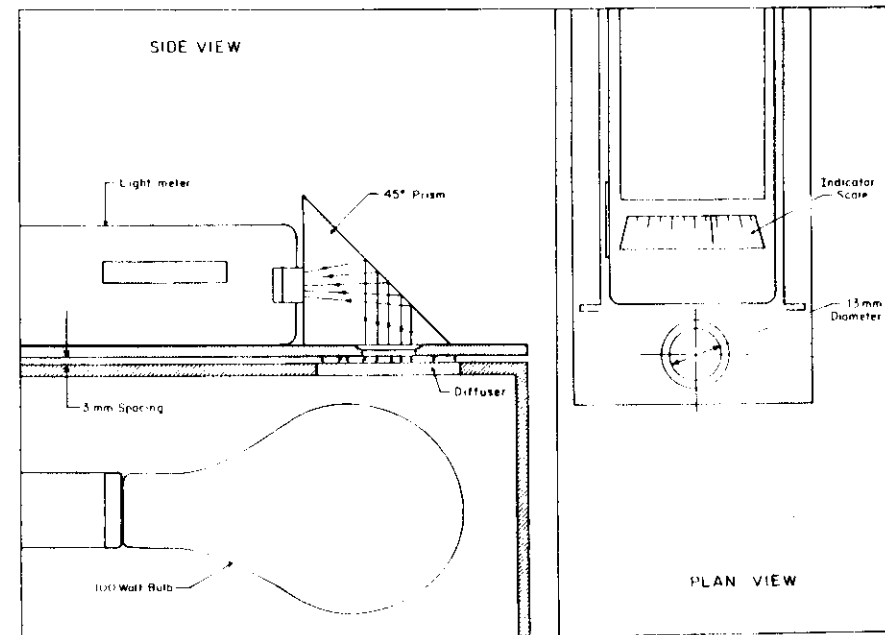 SIDE VIEW
Light meter
45° Prism
3 mm Spacing
Diffuser
100 Watt Bulb
Indicator
Scale
13 mm
Diameter
PLAN VIEW